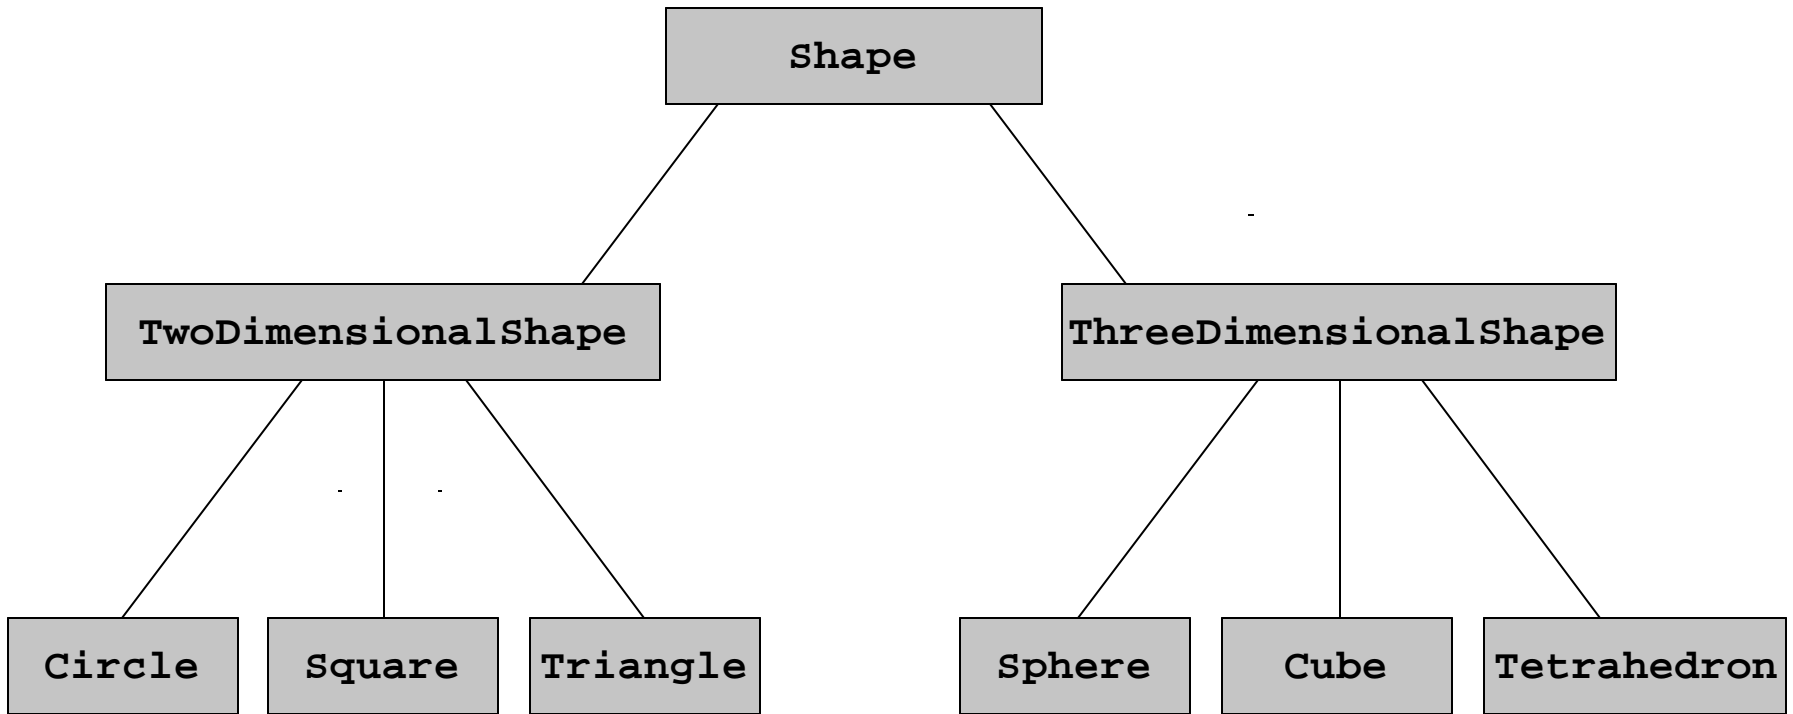 Shape
TwoDimensionalShape
ThreeDimensionalShape
Circle
Square
Triangle
Sphere
Cube
Tetrahedron